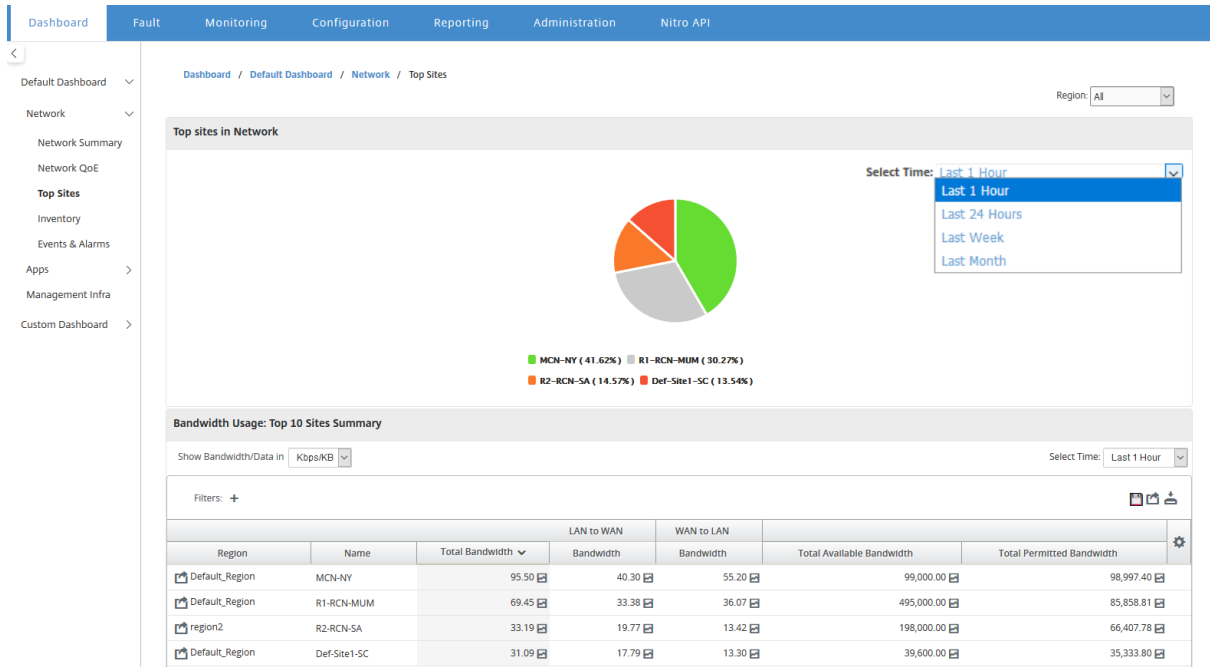 Dashboard Fault Monitoring Configuration Reporting Administration Nitro API
Default Dashboard
Network
Network Summary
Network QoE
Top Sites
Inventory
Events & Alarms
Apps
Management Infra
Custom Dashboard
Dashboard / Default Dashboard / Network / Top Sites
Region: All
Top sites in Network
Select Time: Last 1 Hour
Last 1 Hour
Last 24 Hours
Last Week
Last Month
MCN-NY ( 41.62% ) R1-RCN-MUM ( 30.27% )
R2-RCN-SA ( 14.57% ) Def-Site1-SC ( 13.54% )
Bandwidth Usage: Top 10 Sites Summary
Show Bandwidth/Data in Kbps/KB Select Time: Last 1 Hour
Filters: +
LAN to WAN WAN to LAN
Region Name Total Bandwidth Bandwidth Bandwidth Total Available Bandwidth Total Permitted Bandwidth
Default_Region MCN-NY 95.50 40.30 55.20 99,000.00 98,997.40
Default_Region R1-RCN-MUM 69.45 33.38 36.07 495,000.00 85,858.81
region2 R2-RCN-SA 33.19 19.77 13.42 198,000.00 66,407.78
Default_Region Def-Site1-SC 31.09 17.79 13.30 39,600.00 35,333.80